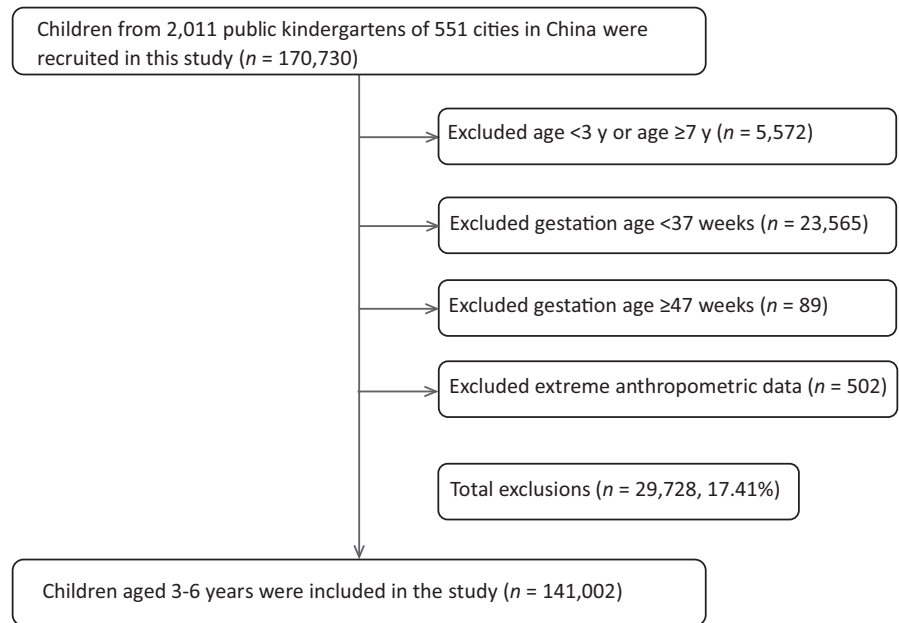 Children from 2,011 public kindergartens of 551 cities in China were
recruited in this study (n = 170,730)
Excluded age <3 y or age ≥7 y (n = 5,572)
Excluded gestation age <37 weeks (n = 23,565)
Excluded gestation age ≥47 weeks (n = 89)
Excluded extreme anthropometric data (n = 502)
Total exclusions (n = 29,728, 17.41%)
Children aged 3-6 years were included in the study (n = 141,002)